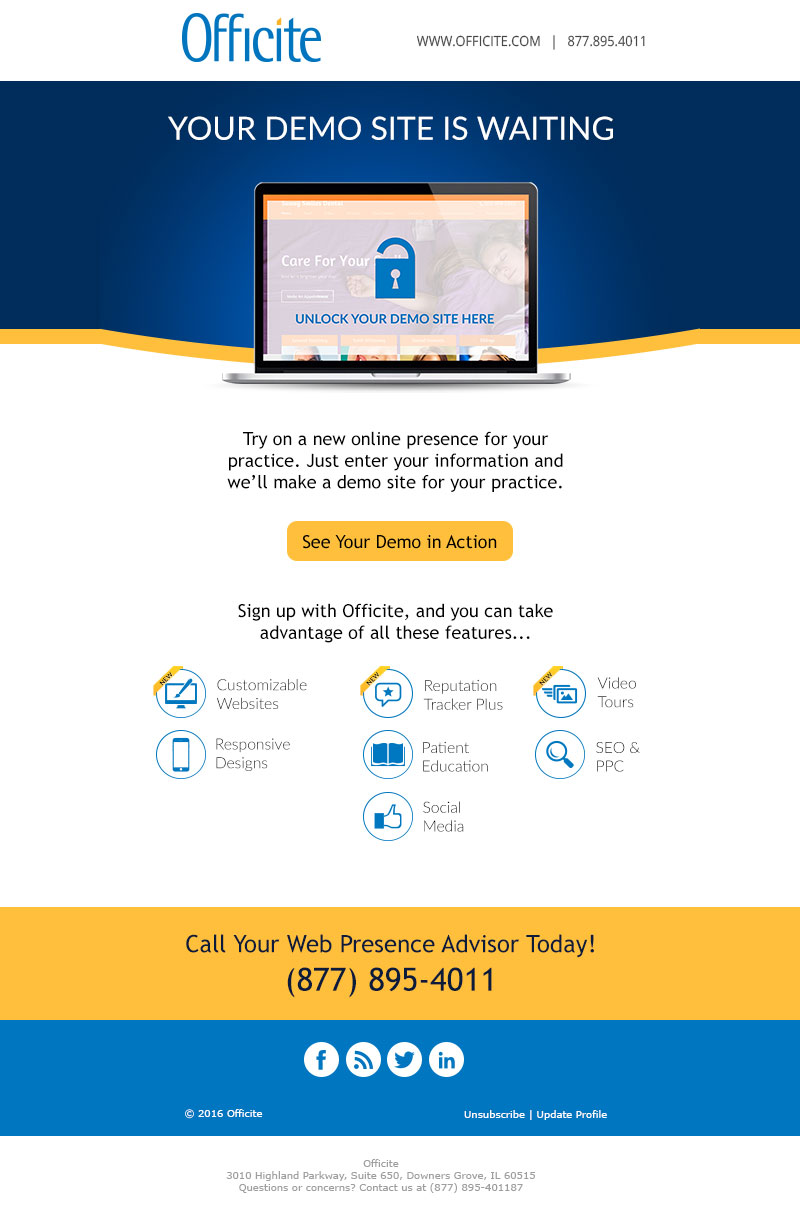 Officite
WWW.OFFICITE.COM | 877.895.4011
YOUR DEMO SITE IS WAITING
Care For Your
UNLOCK YOUR DEMO SITE HERE
Try on a new online presence for your
practice. Just enter your information and
we'll make a demo site for your practice.
See Your Demo in Action
Sign up with Officite, and you can take
advantage of all these features...
NEW
Customizable
Websites
NEW
Reputation
Tracker Plus
NEW
Video
Tours
Responsive
Designs
Patient
Education
SEO &
PPC
Social
Media
Call Your Web Presence Advisor Today!
(877) 895-4011
© 2016 Officite
Unsubscribe | Update Profile
Officite
3010 Highland Parkway, Suite 650, Downers Grove, IL 60515
Questions or concerns? Contact us at (877) 895-401187